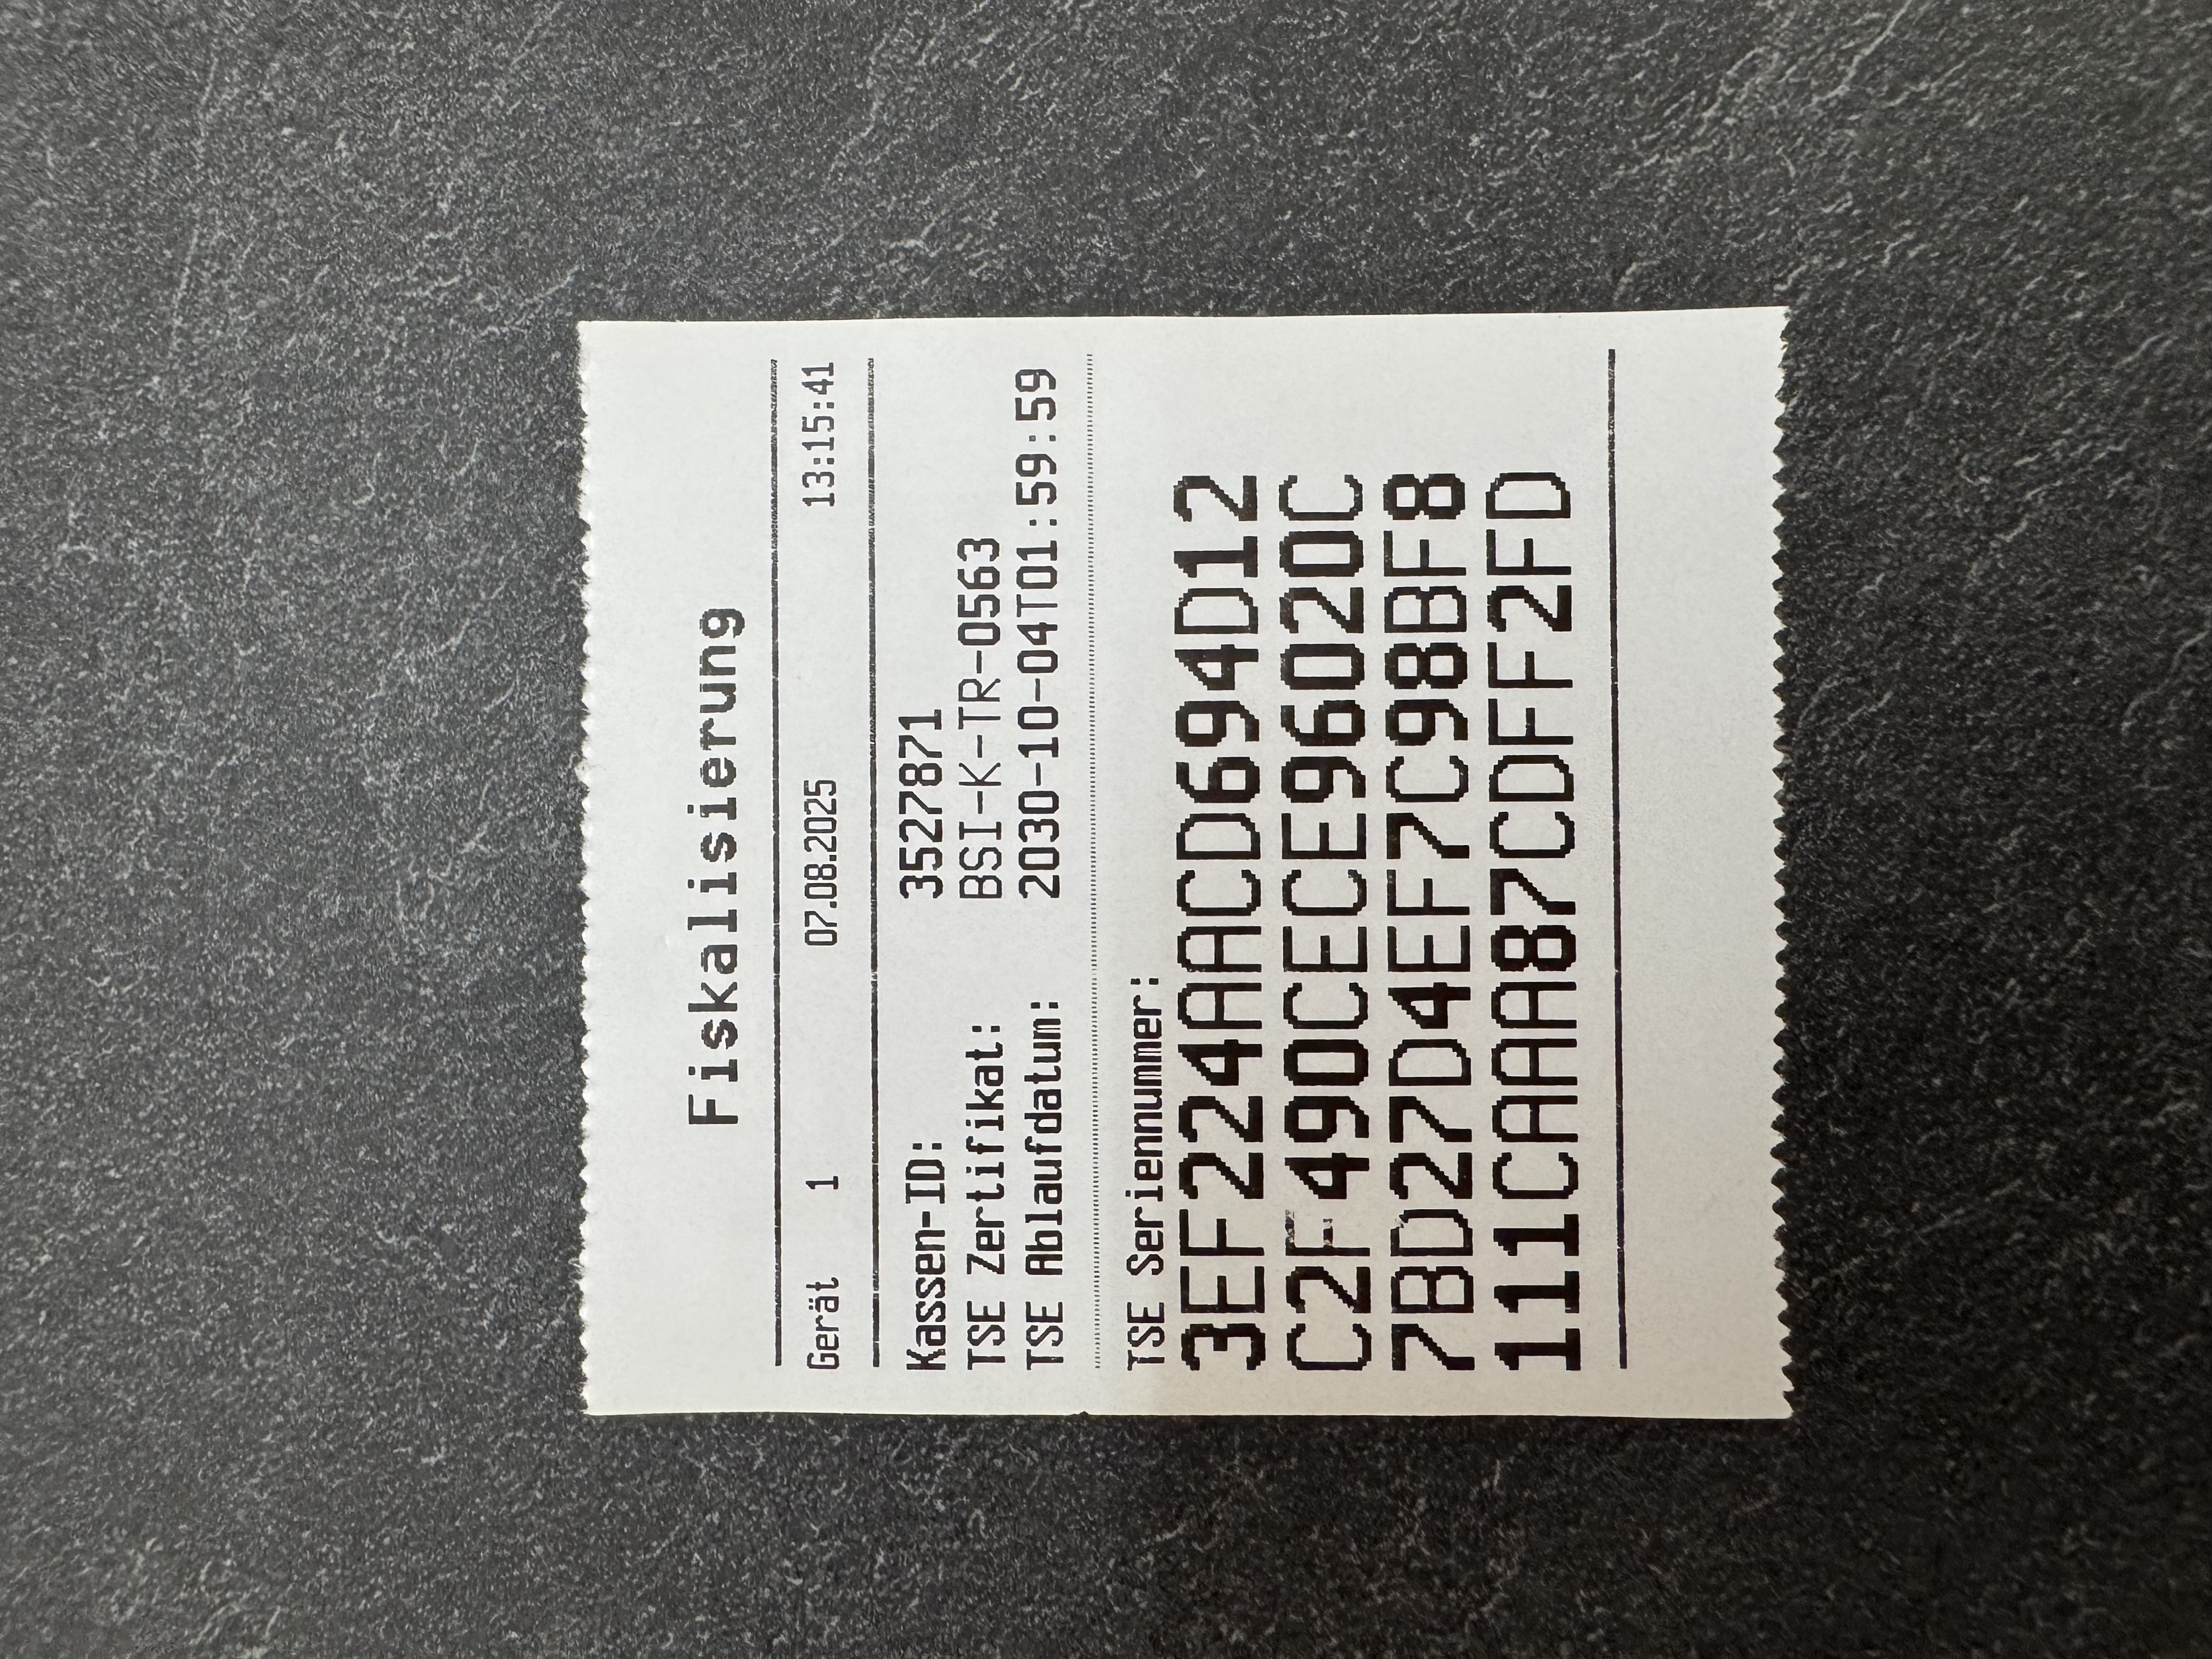 Fiskalisierung
Gerät 1 07.08.2025 13:15:41
Kassen-ID: 3527871
TSE Zertifikat: BSI-K-TR-0563
TSE Ablaufdatum: 2030-10-04T01:59:59
TSE Seriennummer:
3EF224AACD694D12
C2F490CECE96020C
7BD27D4EF7C98BF8
111CAAA87CDFF2FD